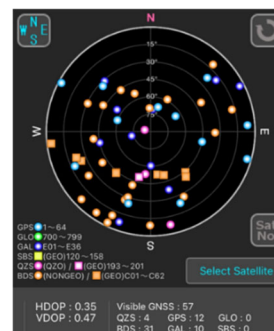 N
W E
S
N
15°
30°
45°
60°
75°
W
E
S
GPS 1~64
GLO 700~799
GAL E01~E36
SBS (GEO)120~158
QZS (QZO) / (GEO)193~201
BDS (NONGEO) / (GEO)C01~C62
Sat
No
Select Satellite
HDOP : 0.35
VDOP : 0.47
Visible GNSS : 57
QZS : 4 GPS : 12 GLO : 0
BDS : 31 GAL : 10 SBS : 0